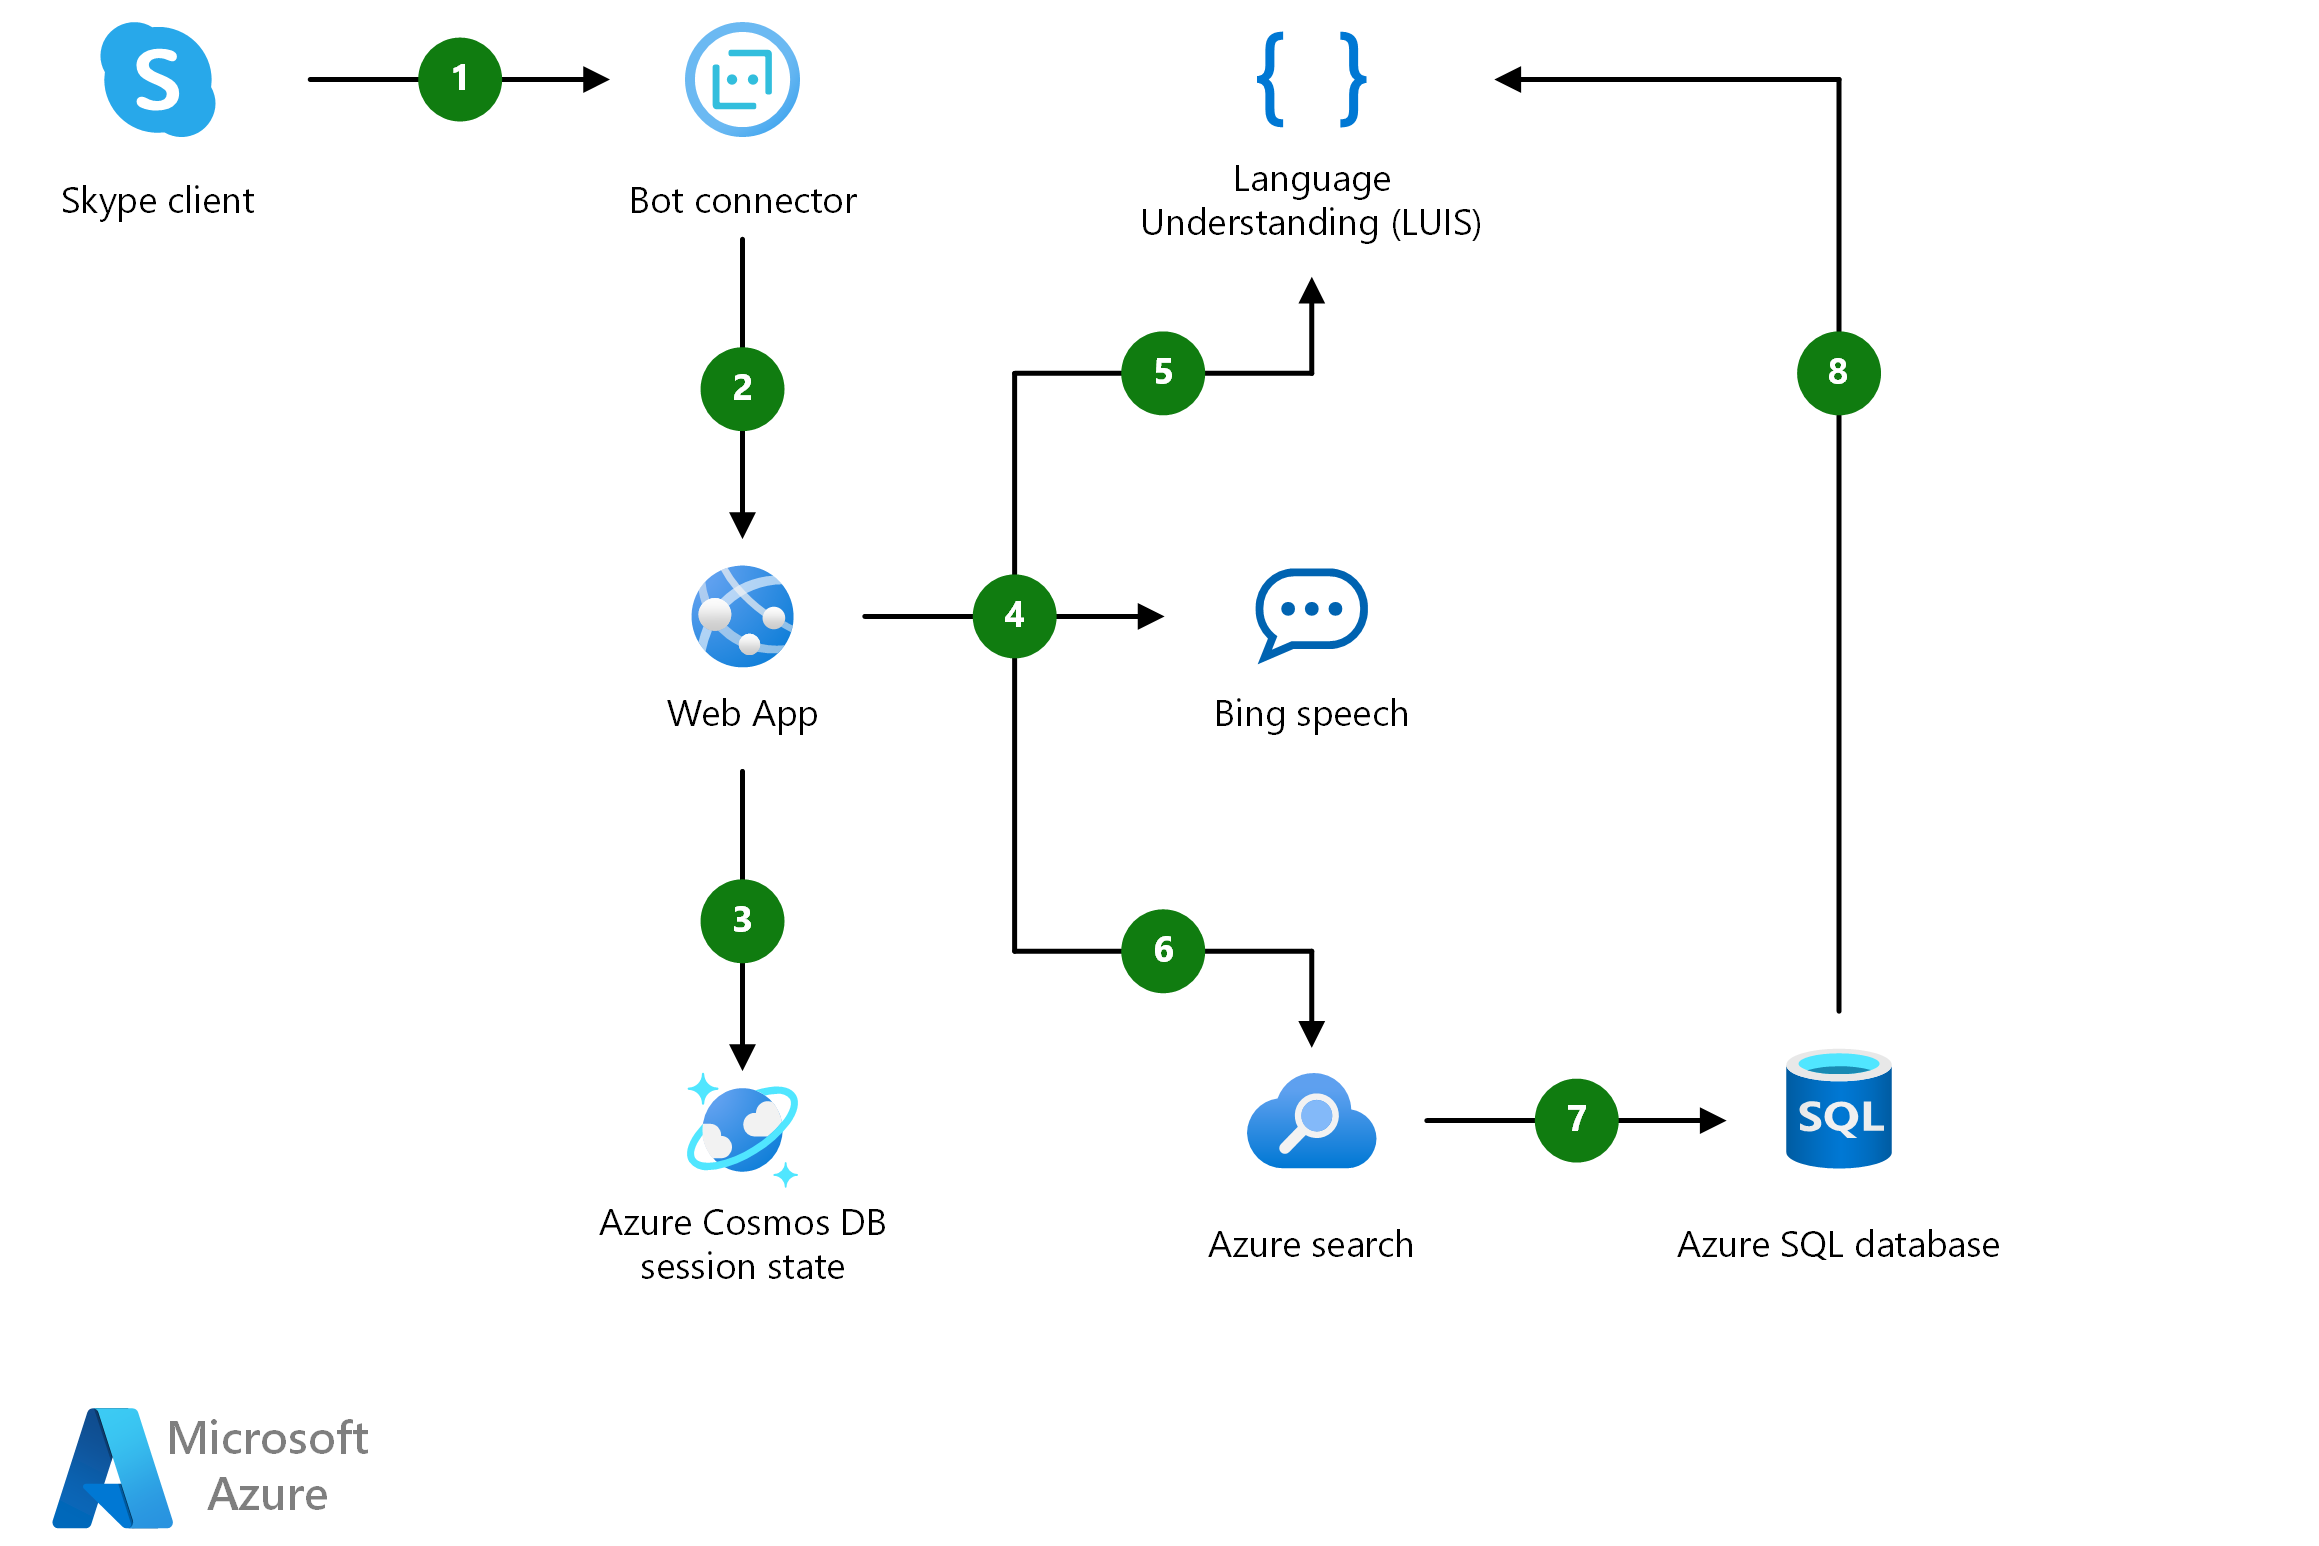 S
1
Skype client
Bot connector
{ }
Language
Understanding (LUIS)
2
5
8
4
Web App
Bing speech
3
6
7
SQL
Azure Cosmos DB
session state
Azure search
Azure SQL database
Microsoft
Azure